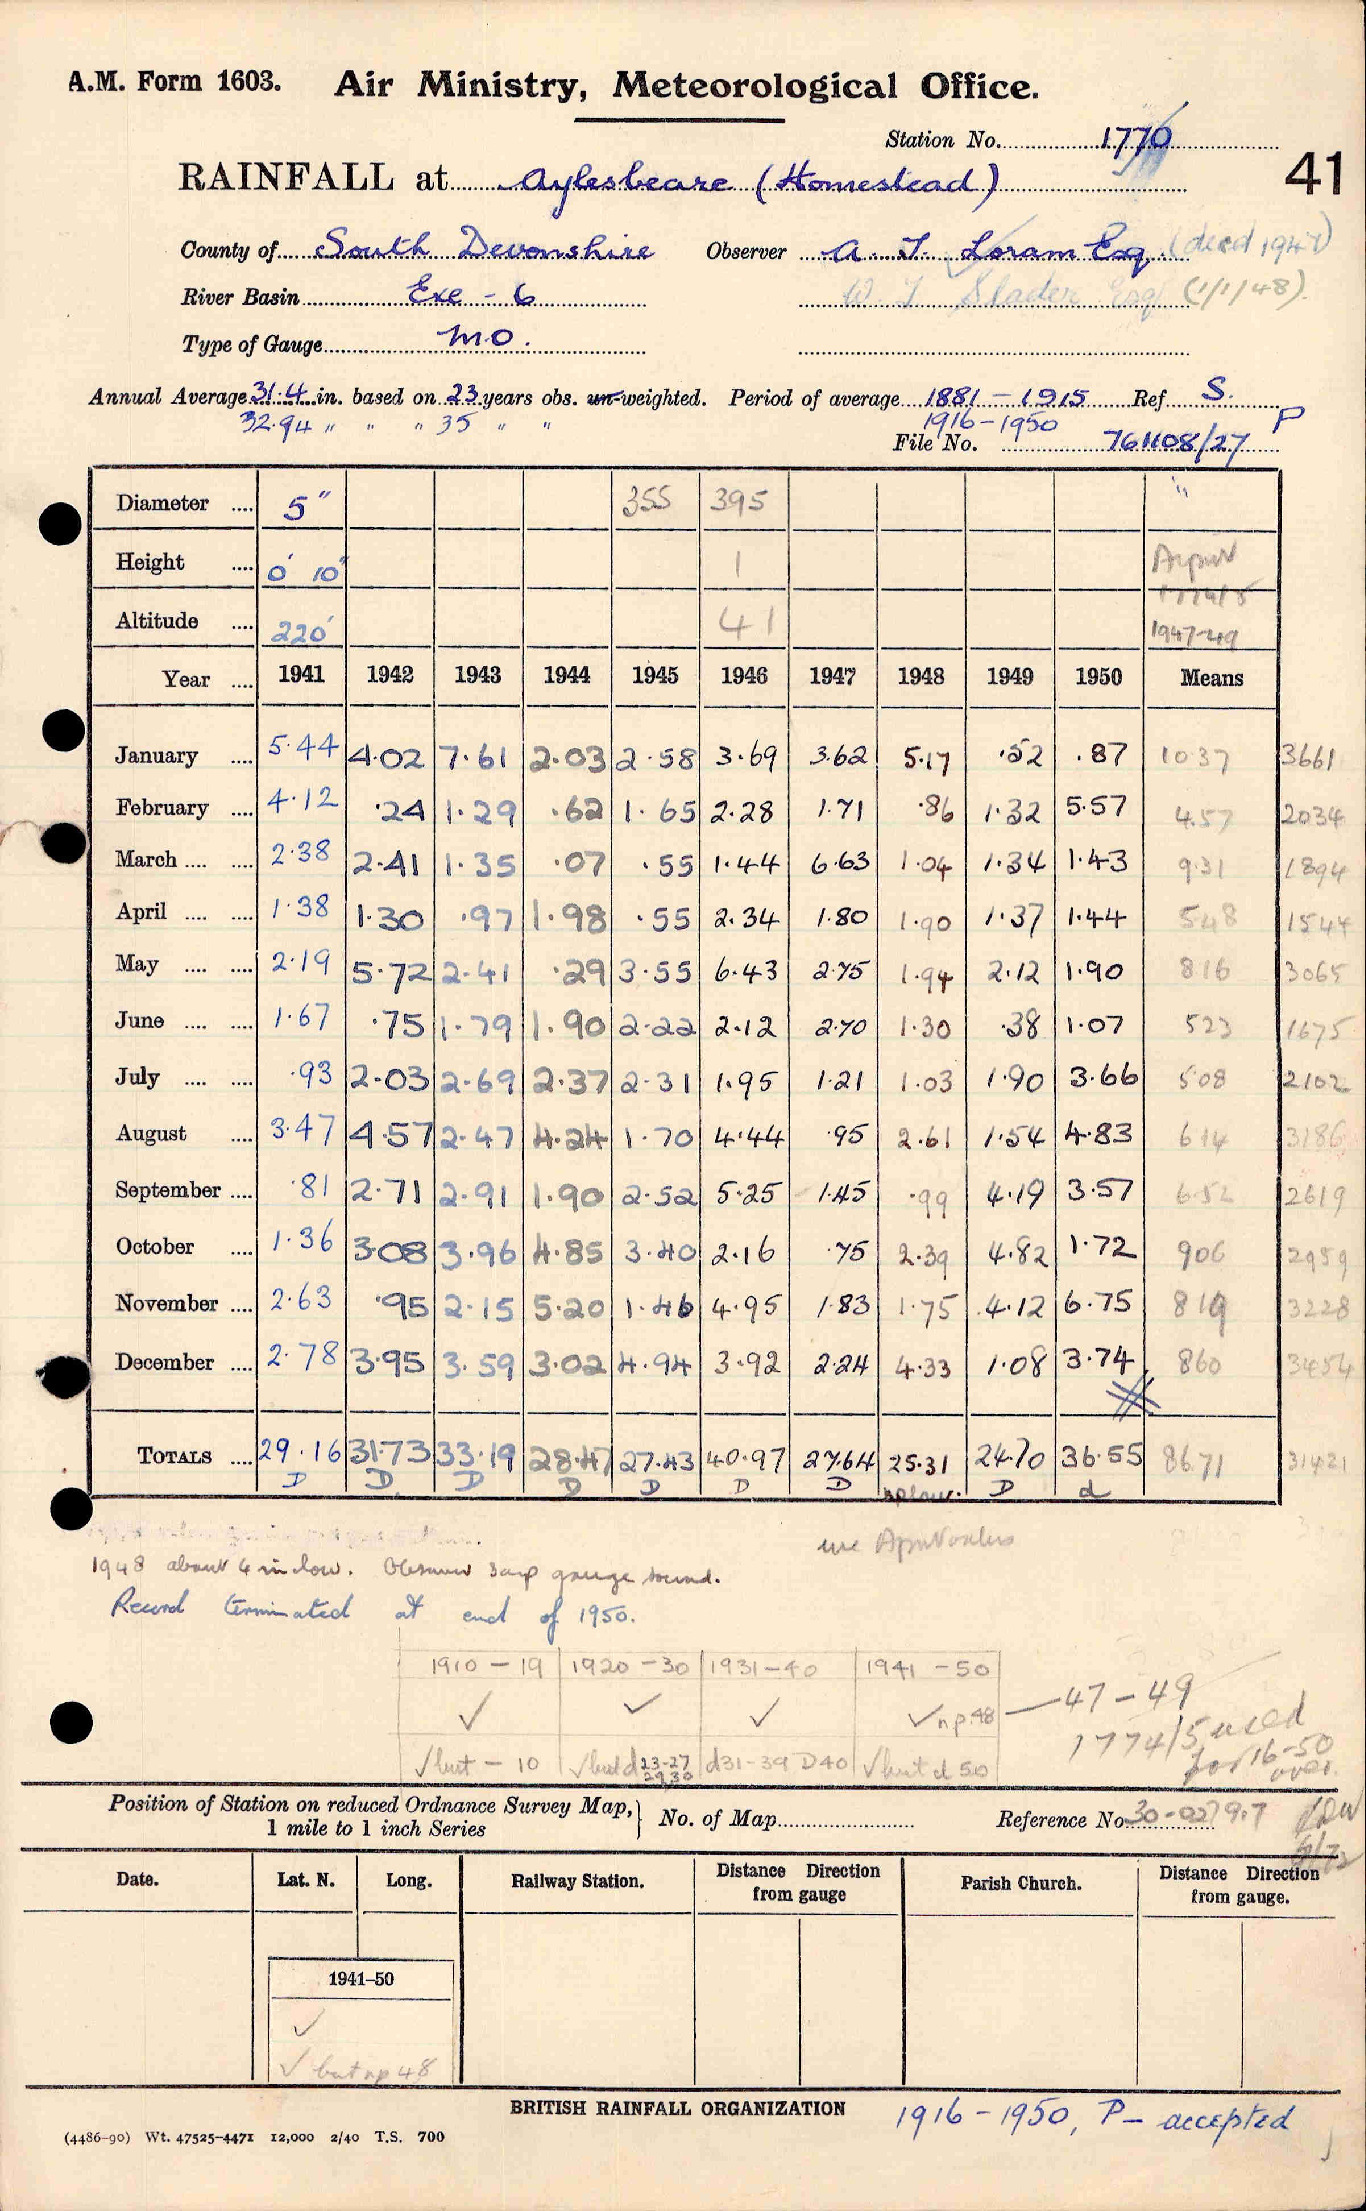 A.M. Form 1603. Air Ministry, Meteorological Office.
Station No. 1770
41
RAINFALL at Aylesbeare (Homestead)
County of South Devonshire Observer A. J. Loram Esq. (died 1947)
River Basin Exe - 6 W J Slader Esq (1/1/48).
Type of Gauge M.O.
Annual Average 31.4 in. based on 23 years obs. un-weighted. Period of average 1881 - 1915 Ref S.
32.94 " " " 35 " " 1916-1950 P
File No. 761108/27
Diameter .... 5" 355 395 "
Height .... 0' 10" 1
Altitude .... 220' 41 1947-49
Year .... 1941 1942 1943 1944 1945 1946 1947 1948 1949 1950 Means
January .... 5.44 4.02 7.61 2.03 2.58 3.69 3.62 5.17 .52 .87 1037 3661
February .... 4.12 .24 1.29 .62 1.65 2.28 1.71 .86 1.32 5.57 4.57 2034
March .... .... 2.38 2.41 1.35 .07 .55 1.44 6.63 1.04 1.34 1.43 931 1894
April .... .... 1.38 1.30 .97 1.98 .55 2.34 1.80 1.90 1.37 1.44 548 1544
May .... .... 2.19 5.72 2.41 .29 3.55 6.43 2.75 1.94 2.12 1.90 816 3065
June .... .... 1.67 .75 1.79 1.90 2.22 2.12 2.70 1.30 .38 1.07 523 1675
July .... .... .93 2.03 2.69 2.37 2.31 1.95 1.21 1.03 1.90 3.66 508 2102
August .... 3.47 4.57 2.47 4.24 1.70 4.44 .95 2.61 1.54 4.83 614 3186
September .... .81 2.71 2.91 1.90 2.52 5.25 1.45 .99 4.19 3.57 652 2619
October .... 1.36 3.08 3.96 4.85 3.40 2.16 .75 2.39 4.82 1.72 906 2959
November .... 2.63 .95 2.15 5.20 1.46 4.95 1.83 1.75 4.12 6.75 819 3228
December .... 2.78 3.95 3.59 3.02 4.94 3.92 2.24 4.33 1.08 3.74 860 3454
TOTALS .... 29.16 31.73 33.19 28.47 27.43 40.97 27.64 25.31 24.70 36.55 86.71 31421
D D D D D D D D d
use
1948 about 4 in low. Observer says gauge sound.
Record terminated at end of 1950.
1910 - 19 1920 - 30 1931 - 40 1941 - 50
✓ ✓ ✓ ✓ n.p. 48 — 47 - 49
1774/5 used
for 16-50
over.
✓ but - 10 ✓ but d 23-27 29,30 d31-39 D40 ✓ but d 50
Position of Station on reduced Ordnance Survey Map,
1 mile to 1 inch Series
No. of Map
Reference No. 30-0279.7
Date. Lat. N. Long. Railway Station. Distance Direction from gauge Parish Church. Distance Direction from gauge.
1941-50
✓
✓ but np 48
BRITISH RAINFALL ORGANIZATION 1916 - 1950, P - accepted
(4486-90) Wt. 47525-4471 12,000 2/40 T.S. 700